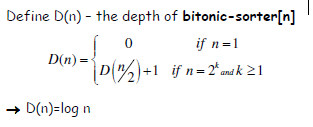 Define D(n) - the depth of bitonic-sorter[n]
0 if n = 1
D(n) =
D(n/2) + 1 if n = 2^k and k ≥ 1
→ D(n)=log n